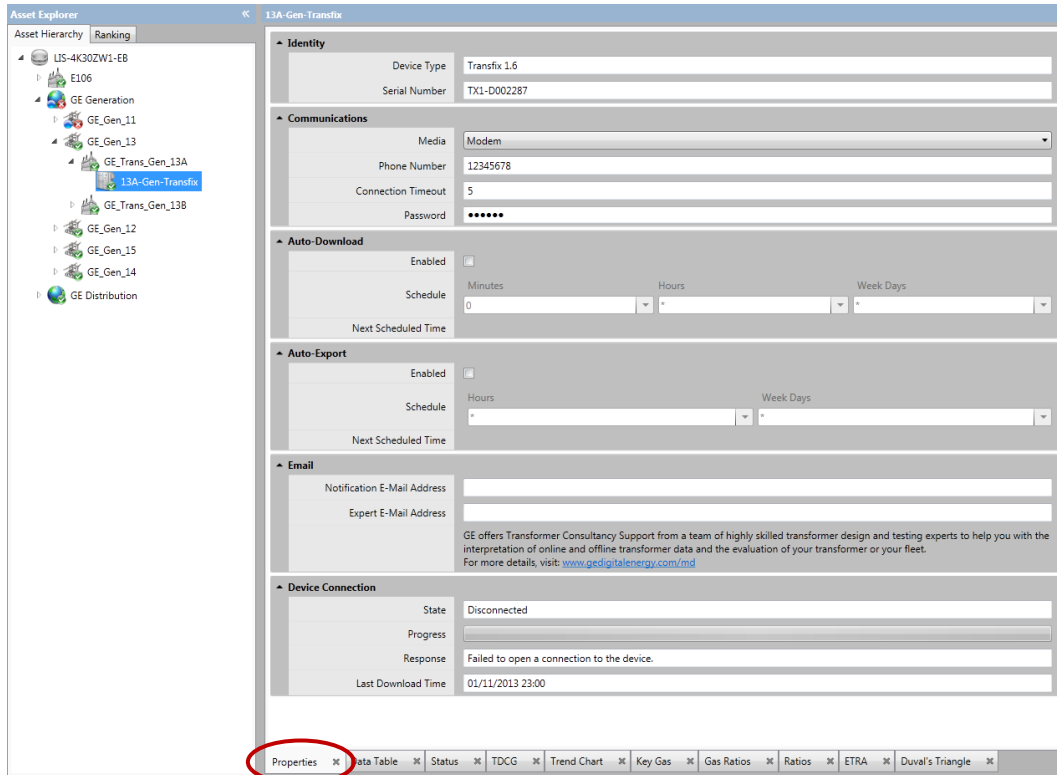 Asset Explorer «
Asset Hierarchy Ranking
LIS-4K30ZW1-EB
E106
GE Generation
GE_Gen_11
GE_Gen_13
GE_Trans_Gen_13A
13A-Gen-Transfix
GE_Trans_Gen_13B
GE_Gen_12
GE_Gen_15
GE_Gen_14
GE Distribution
13A-Gen-Transfix
Identity
Device Type Transfix 1.6
Serial Number TX1-D002287
Communications
Media Modem
Phone Number 12345678
Connection Timeout 5
Password ••••••
Auto-Download
Enabled
Minutes Hours Week Days
Schedule 0 * *
Next Scheduled Time
Auto-Export
Enabled
Hours Week Days
Schedule * *
Next Scheduled Time
Email
Notification E-Mail Address
Expert E-Mail Address
GE offers Transformer Consultancy Support from a team of highly skilled transformer design and testing experts to help you with the
interpretation of online and offline transformer data and the evaluation of your transformer or your fleet.
For more details, visit: www.gedigitalenergy.com/md
Device Connection
State Disconnected
Progress
Response Failed to open a connection to the device.
Last Download Time 01/11/2013 23:00
Properties Data Table Status TDCG Trend Chart Key Gas Gas Ratios Ratios ETRA Duval's Triangle